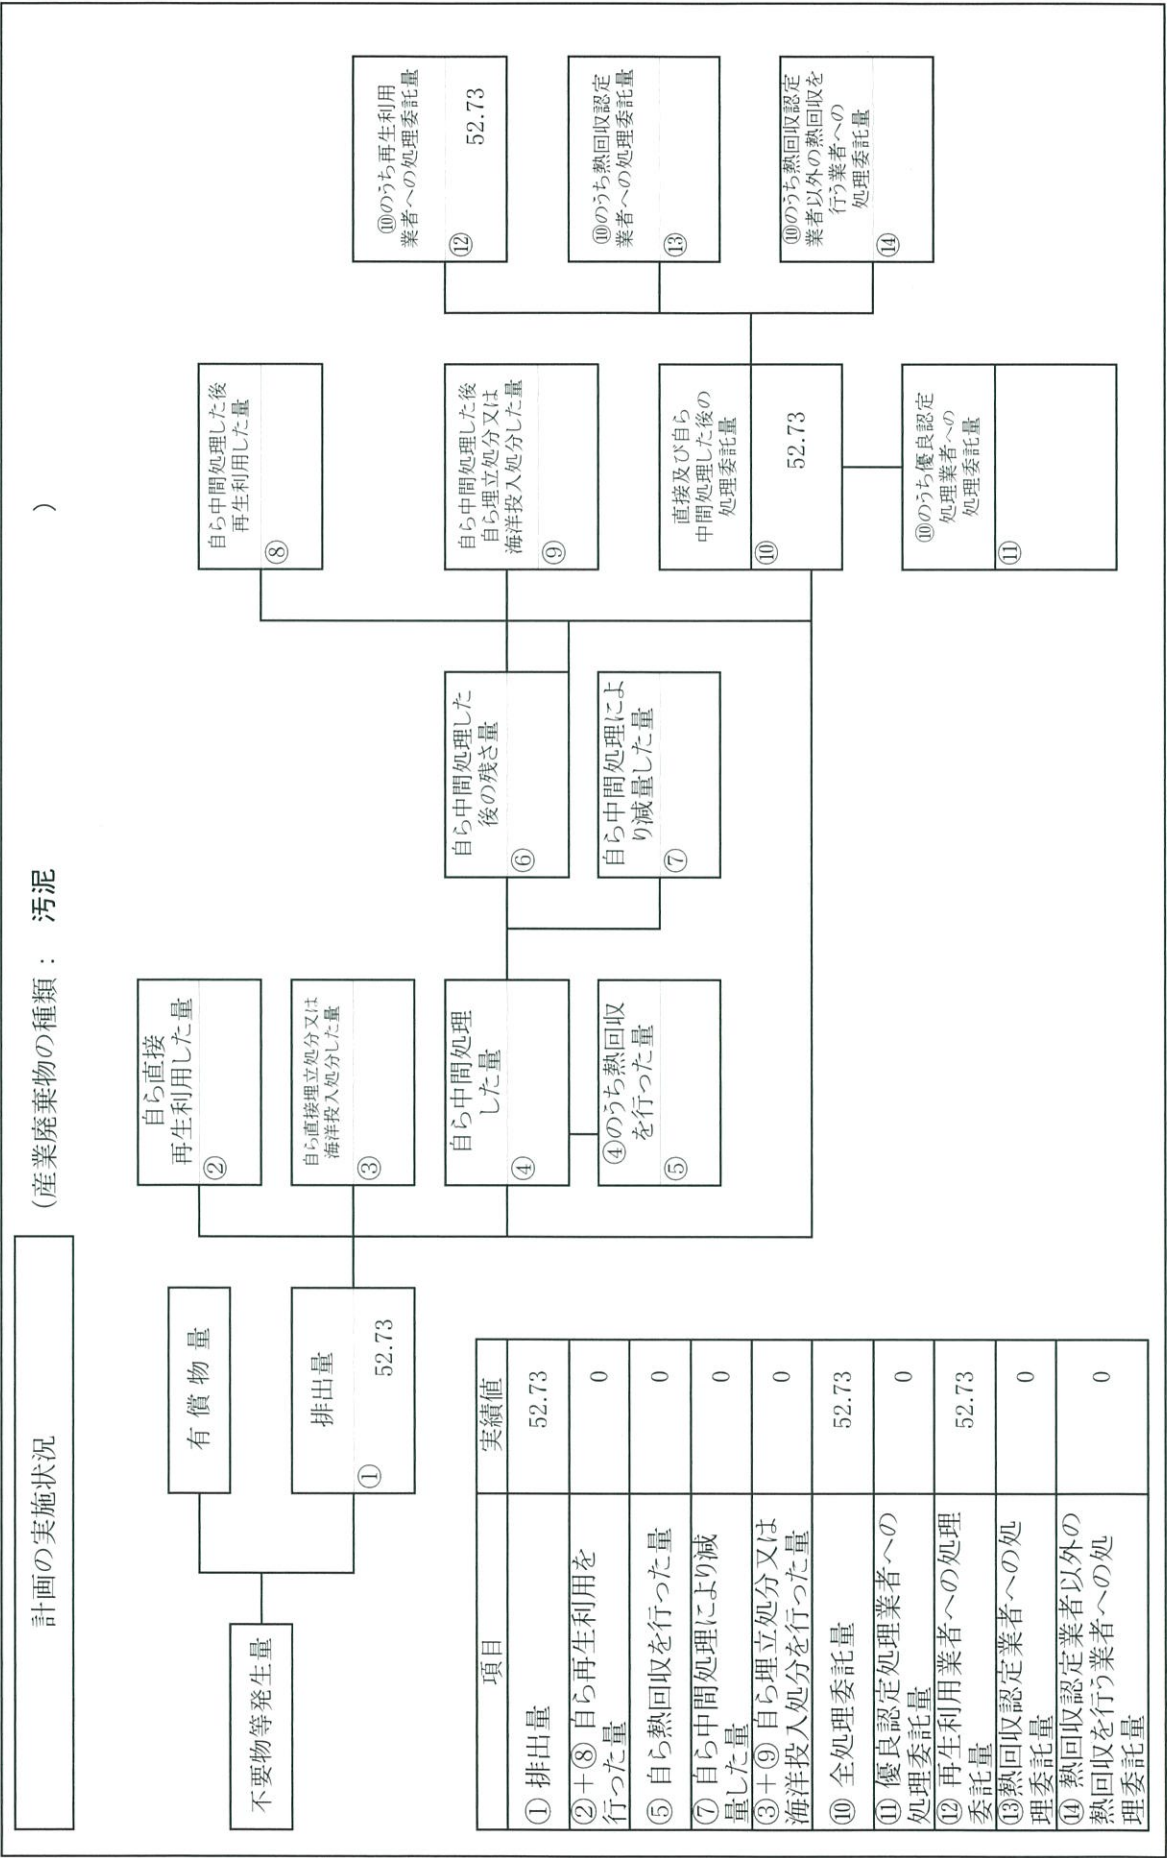 計画の実施状況
（産業廃棄物の種類： 汚泥 ）
不要物等発生量
有償物量
排出量
①
52.73
自ら直接
再生利用した量
②
自ら直接埋立処分又は
海洋投入処分した量
③
自ら中間処理
した量
④
④のうち熱回収
を行った量
⑤
自ら中間処理した
後の残さ量
⑥
自ら中間処理によ
り減量した量
⑦
自ら中間処理した後
再生利用した量
⑧
自ら中間処理した後
自ら埋立処分又は
海洋投入処分した量
⑨
直接及び自ら
中間処理した後の
処理委託量
⑩
52.73
⑩のうち優良認定
処理業者への
処理委託量
⑪
⑩のうち再生利用
業者への処理委託量
⑫
52.73
⑩のうち熱回収認定
業者への処理委託量
⑬
⑩のうち熱回収認定
業者以外の熱回収を
行う業者への
処理委託量
⑭
項目 実績値
① 排出量 52.73
②＋⑧ 自ら再生利用を
行った量 0
⑤ 自ら熱回収を行った量 0
⑦ 自ら中間処理により減
量した量 0
③＋⑨ 自ら埋立処分又は
海洋投入処分を行った量 0
⑩ 全処理委託量 52.73
⑪ 優良認定処理業者への
処理委託量 0
⑫ 再生利用業者への処理
委託量 52.73
⑬熱回収認定業者への処
理委託量 0
⑭ 熱回収認定業者以外の
熱回収を行う業者への処
理委託量 0